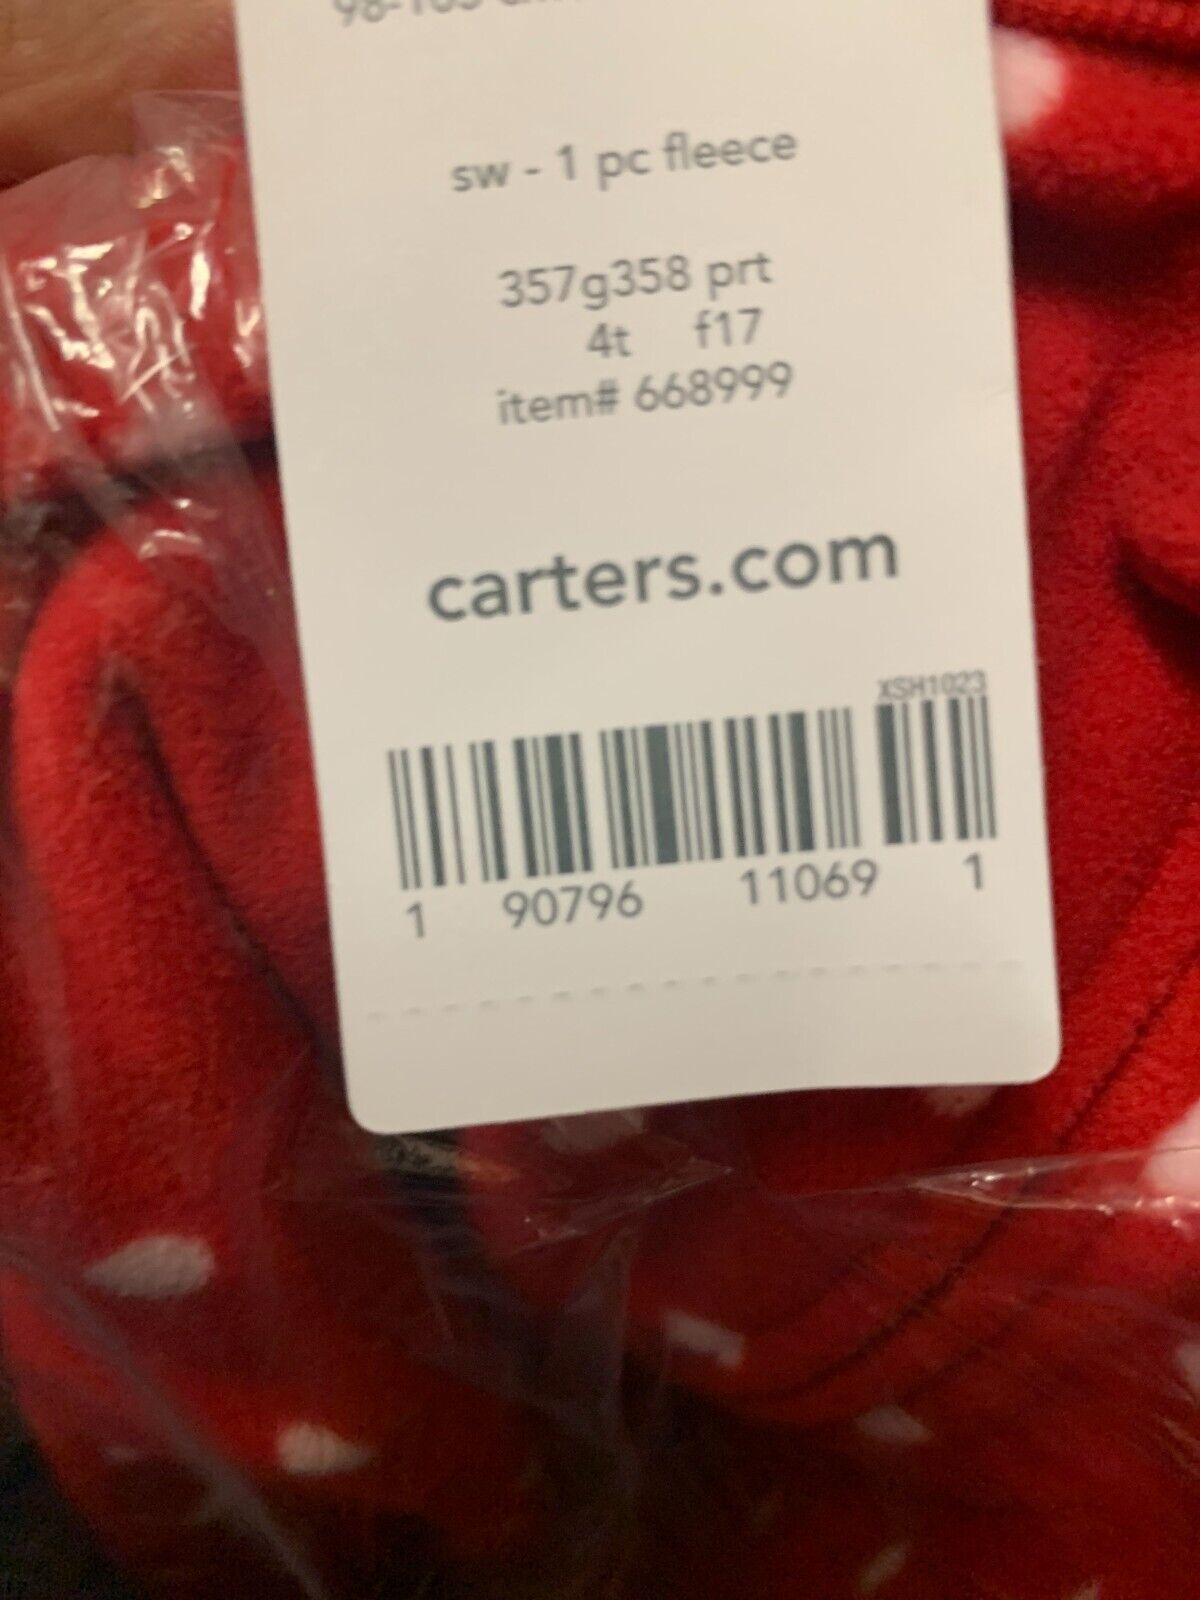 sw - 1 pc fleece
357g358 prt
4t f17
item# 668999
carters.com
XSH1023
1 90796 11069 1